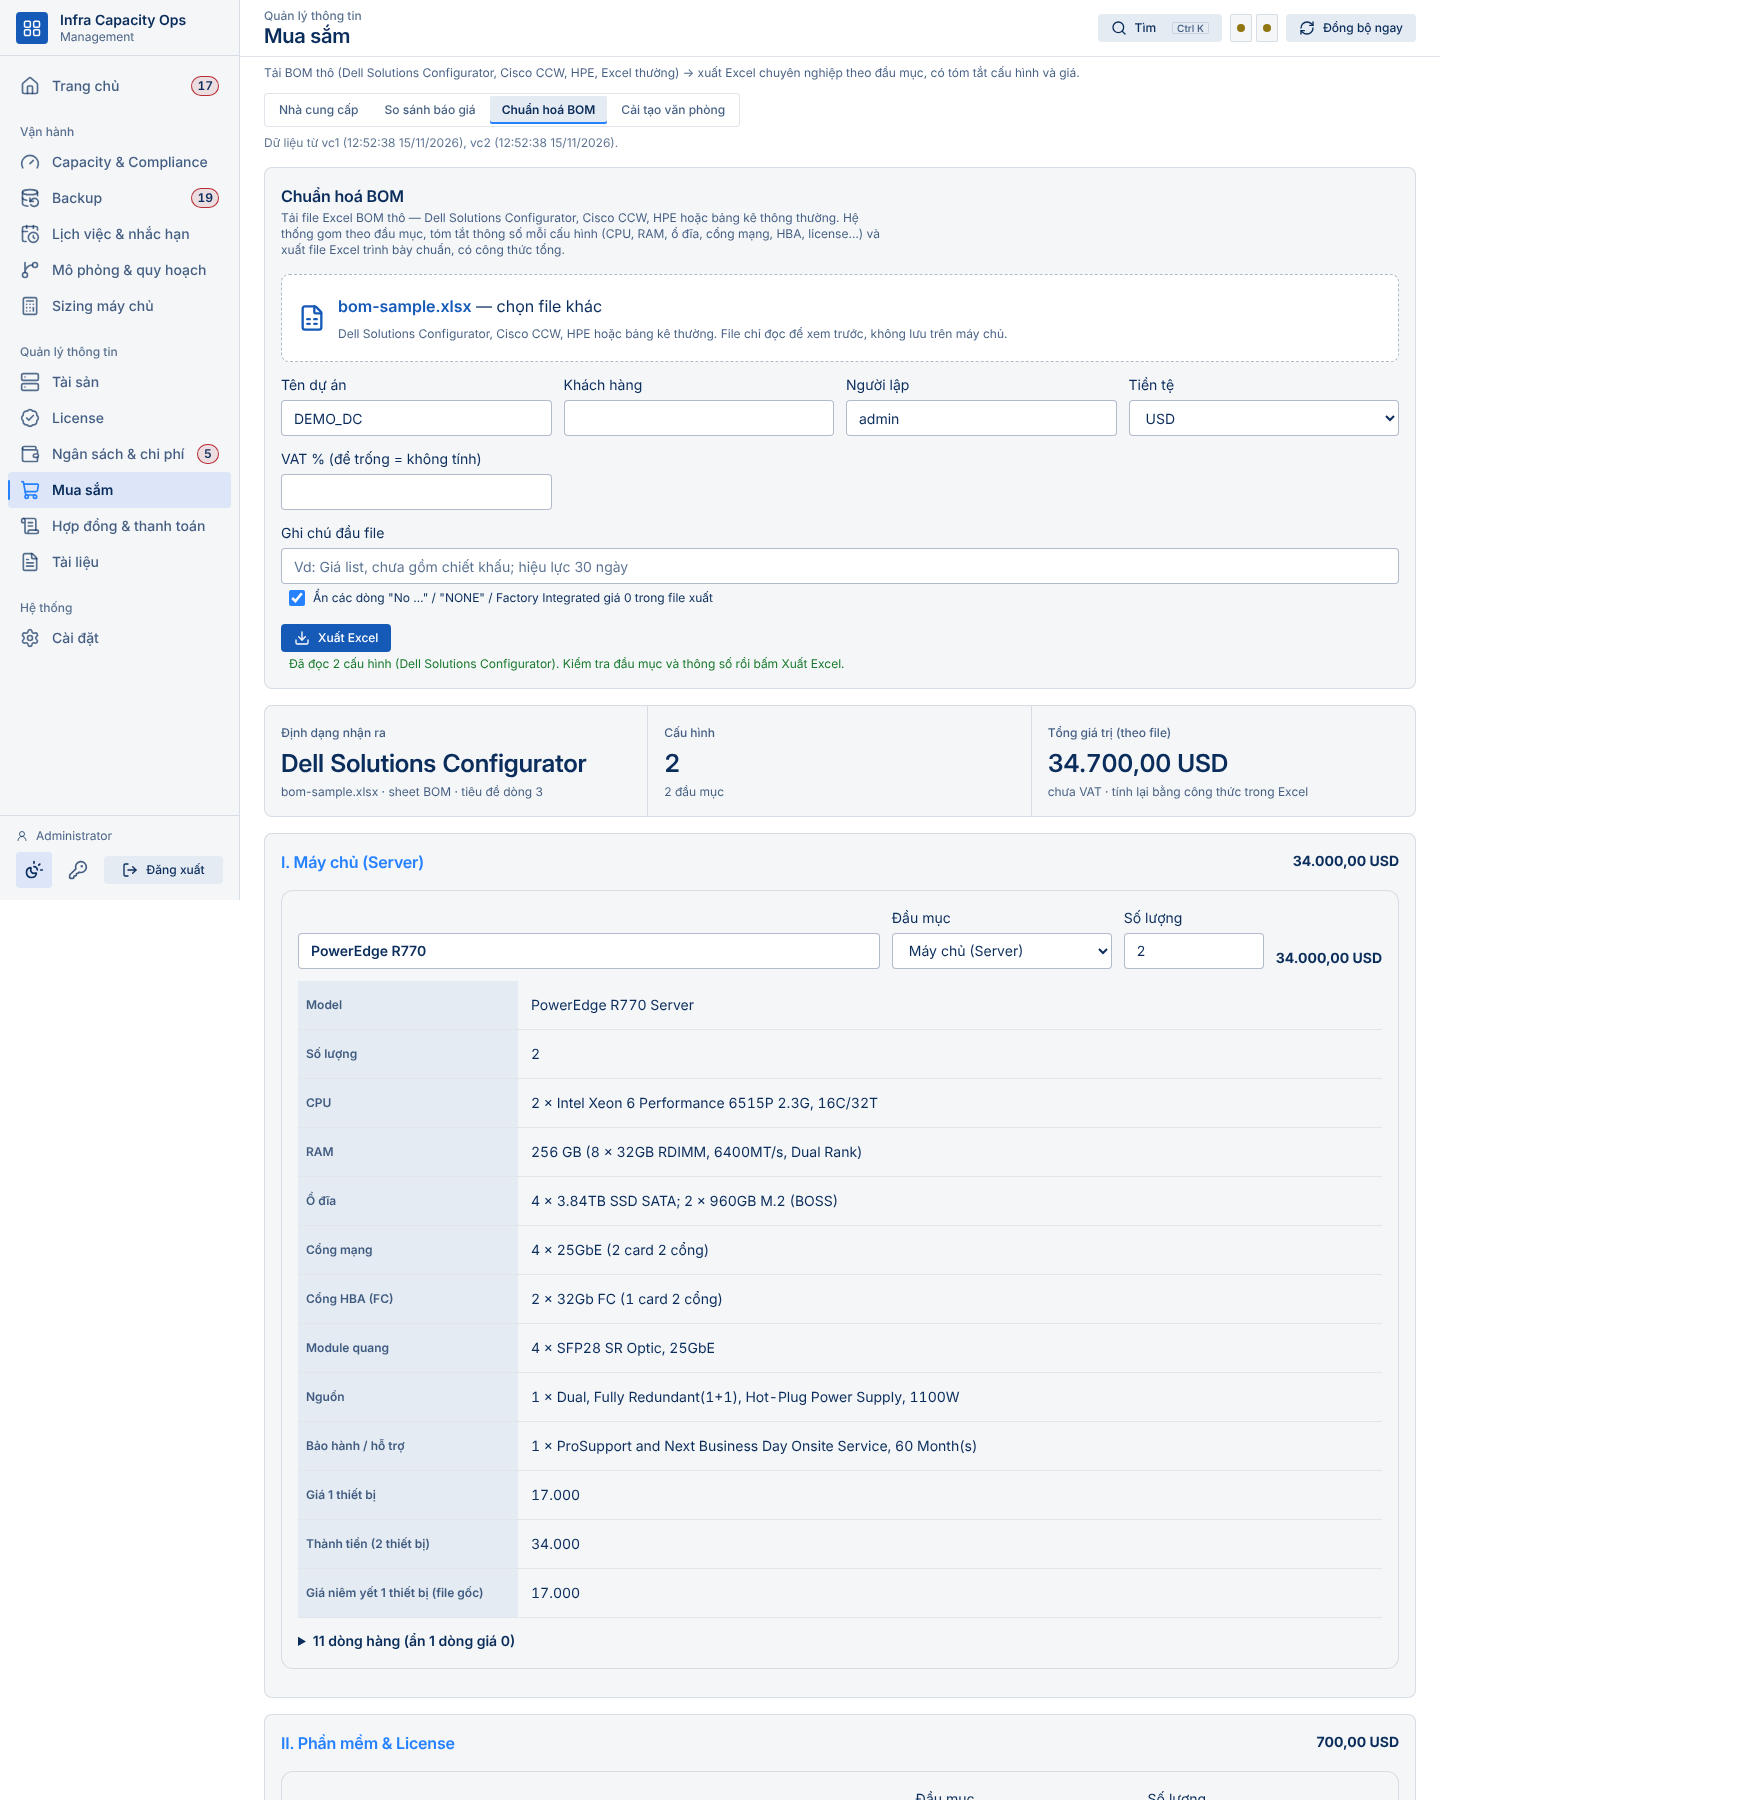 Infra Capacity Ops
Management
Trang chủ 17
Vận hành
Capacity & Compliance
Backup 19
Lịch việc & nhắc hạn
Mô phỏng & quy hoạch
Sizing máy chủ
Quản lý thông tin
Tài sản
License
Ngân sách & chi phí 5
Mua sắm
Hợp đồng & thanh toán
Tài liệu
Hệ thống
Cài đặt
Administrator
Đăng xuất
Quản lý thông tin
Mua sắm
Tìm Ctrl K
Đồng bộ ngay
Tải BOM thô (Dell Solutions Configurator, Cisco CCW, HPE, Excel thường) → xuất Excel chuyên nghiệp theo đầu mục, có tóm tắt cấu hình và giá.
Nhà cung cấp So sánh báo giá Chuẩn hoá BOM Cải tạo văn phòng
Dữ liệu từ vc1 (12:52:38 15/11/2026), vc2 (12:52:38 15/11/2026).
Chuẩn hoá BOM
Tải file Excel BOM thô — Dell Solutions Configurator, Cisco CCW, HPE hoặc bảng kê thông thường. Hệ
thống gom theo đầu mục, tóm tắt thông số mỗi cấu hình (CPU, RAM, ổ đĩa, cổng mạng, HBA, license...) và
xuất file Excel trình bày chuẩn, có công thức tổng.
bom-sample.xlsx — chọn file khác
Dell Solutions Configurator, Cisco CCW, HPE hoặc bảng kê thường. File chỉ đọc để xem trước, không lưu trên máy chủ.
Tên dự án Khách hàng Người lập Tiền tệ
DEMO_DC admin USD
VAT % (để trống = không tính)
Ghi chú đầu file
Vd: Giá list, chưa gồm chiết khấu; hiệu lực 30 ngày
Ẩn các dòng "No ..." / "NONE" / Factory Integrated giá 0 trong file xuất
Xuất Excel
Đã đọc 2 cấu hình (Dell Solutions Configurator). Kiểm tra đầu mục và thông số rồi bấm Xuất Excel.
Định dạng nhận ra
Dell Solutions Configurator
bom-sample.xlsx · sheet BOM · tiêu đề dòng 3
Cấu hình
2
2 đầu mục
Tổng giá trị (theo file)
34.700,00 USD
chưa VAT · tính lại bằng công thức trong Excel
I. Máy chủ (Server) 34.000,00 USD
Đầu mục Số lượng
PowerEdge R770 Máy chủ (Server) 2 34.000,00 USD
Model PowerEdge R770 Server
Số lượng 2
CPU 2 × Intel Xeon 6 Performance 6515P 2.3G, 16C/32T
RAM 256 GB (8 × 32GB RDIMM, 6400MT/s, Dual Rank)
Ổ đĩa 4 × 3.84TB SSD SATA; 2 × 960GB M.2 (BOSS)
Cổng mạng 4 × 25GbE (2 card 2 cổng)
Cổng HBA (FC) 2 × 32Gb FC (1 card 2 cổng)
Module quang 4 × SFP28 SR Optic, 25GbE
Nguồn 1 × Dual, Fully Redundant(1+1), Hot-Plug Power Supply, 1100W
Bảo hành / hỗ trợ 1 × ProSupport and Next Business Day Onsite Service, 60 Month(s)
Giá 1 thiết bị 17.000
Thành tiền (2 thiết bị) 34.000
Giá niêm yết 1 thiết bị (file gốc) 17.000
11 dòng hàng (ẩn 1 dòng giá 0)
II. Phần mềm & License 700,00 USD
Đầu mục Số lượng